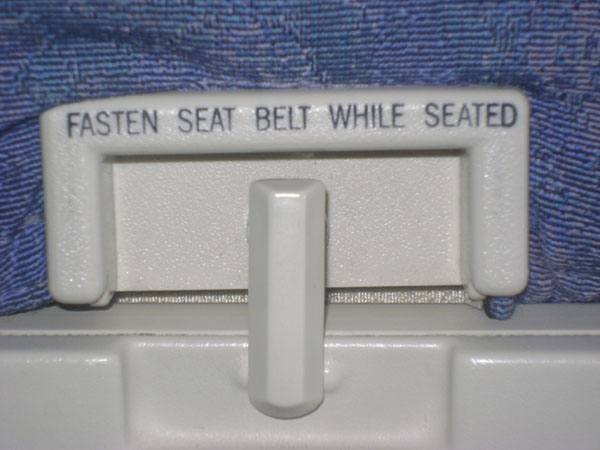 FASTEN SEAT BELT WHILE SEATED